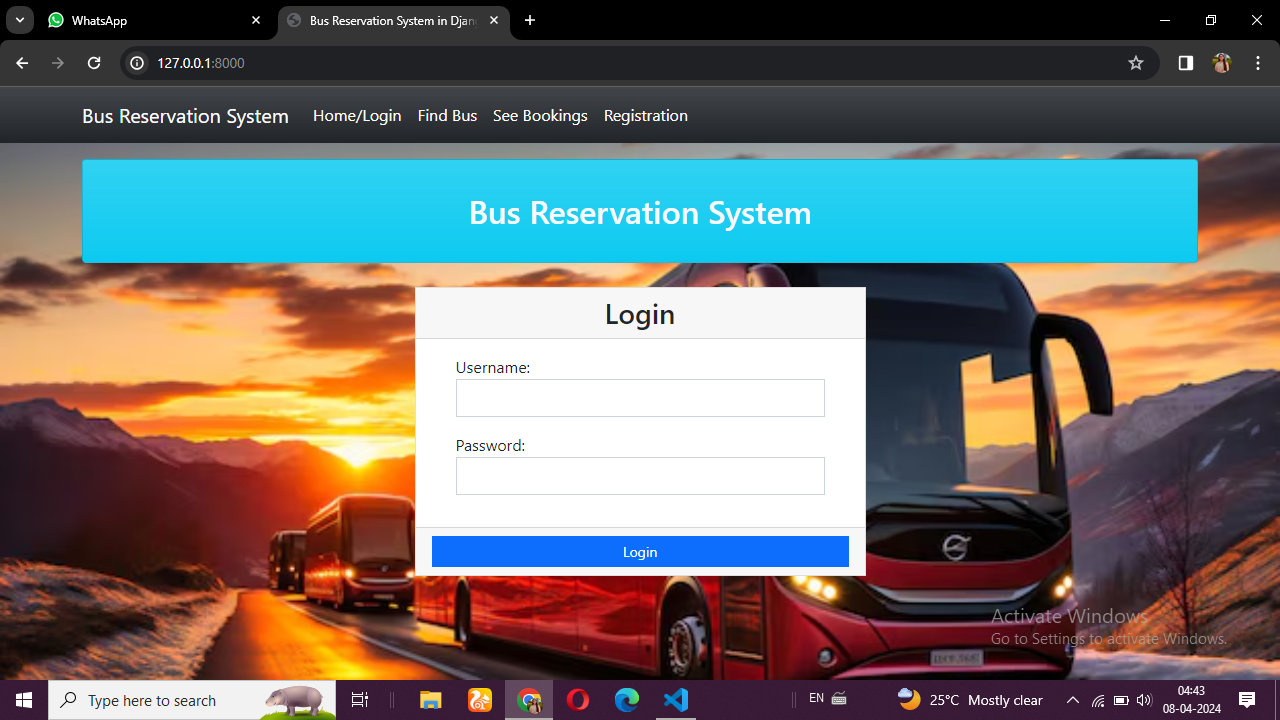 WhatsApp
Bus Reservation System in Djan
127.0.0.1:8000
Bus Reservation System Home/Login Find Bus See Bookings Registration
Bus Reservation System
Login
Username:
Password:
Login
Activate Windows
Go to Settings to activate Windows.
Type here to search
EN
25°C Mostly clear
04:43
08-04-2024